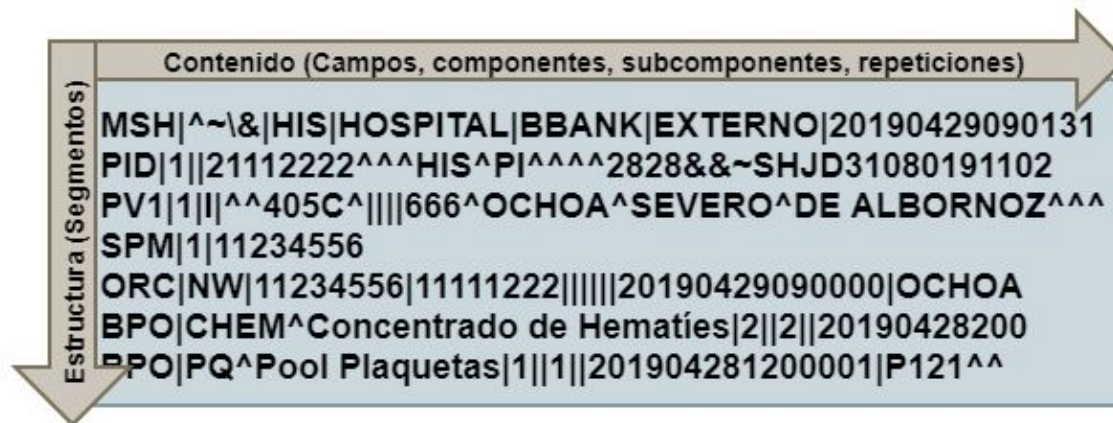 Contenido (Campos, componentes, subcomponentes, repeticiones)
Estructura (Segmentos)
MSH|^~\&|HIS|HOSPITAL|BBANK|EXTERNO|20190429090131
PID|1||21112222^^^HIS^PI^^^^2828&&~SHJD31080191102
PV1|1|I|^^405C^||||666^OCHOA^SEVERO^DE ALBORNOZ^^^
SPM|1|11234556
ORC|NW|11234556|11111222||||||20190429090000|OCHOA
BPO|CHEM^Concentrado de Hematíes|2||2||20190428200
BPO|PQ^Pool Plaquetas|1||1||201904281200001|P121^^